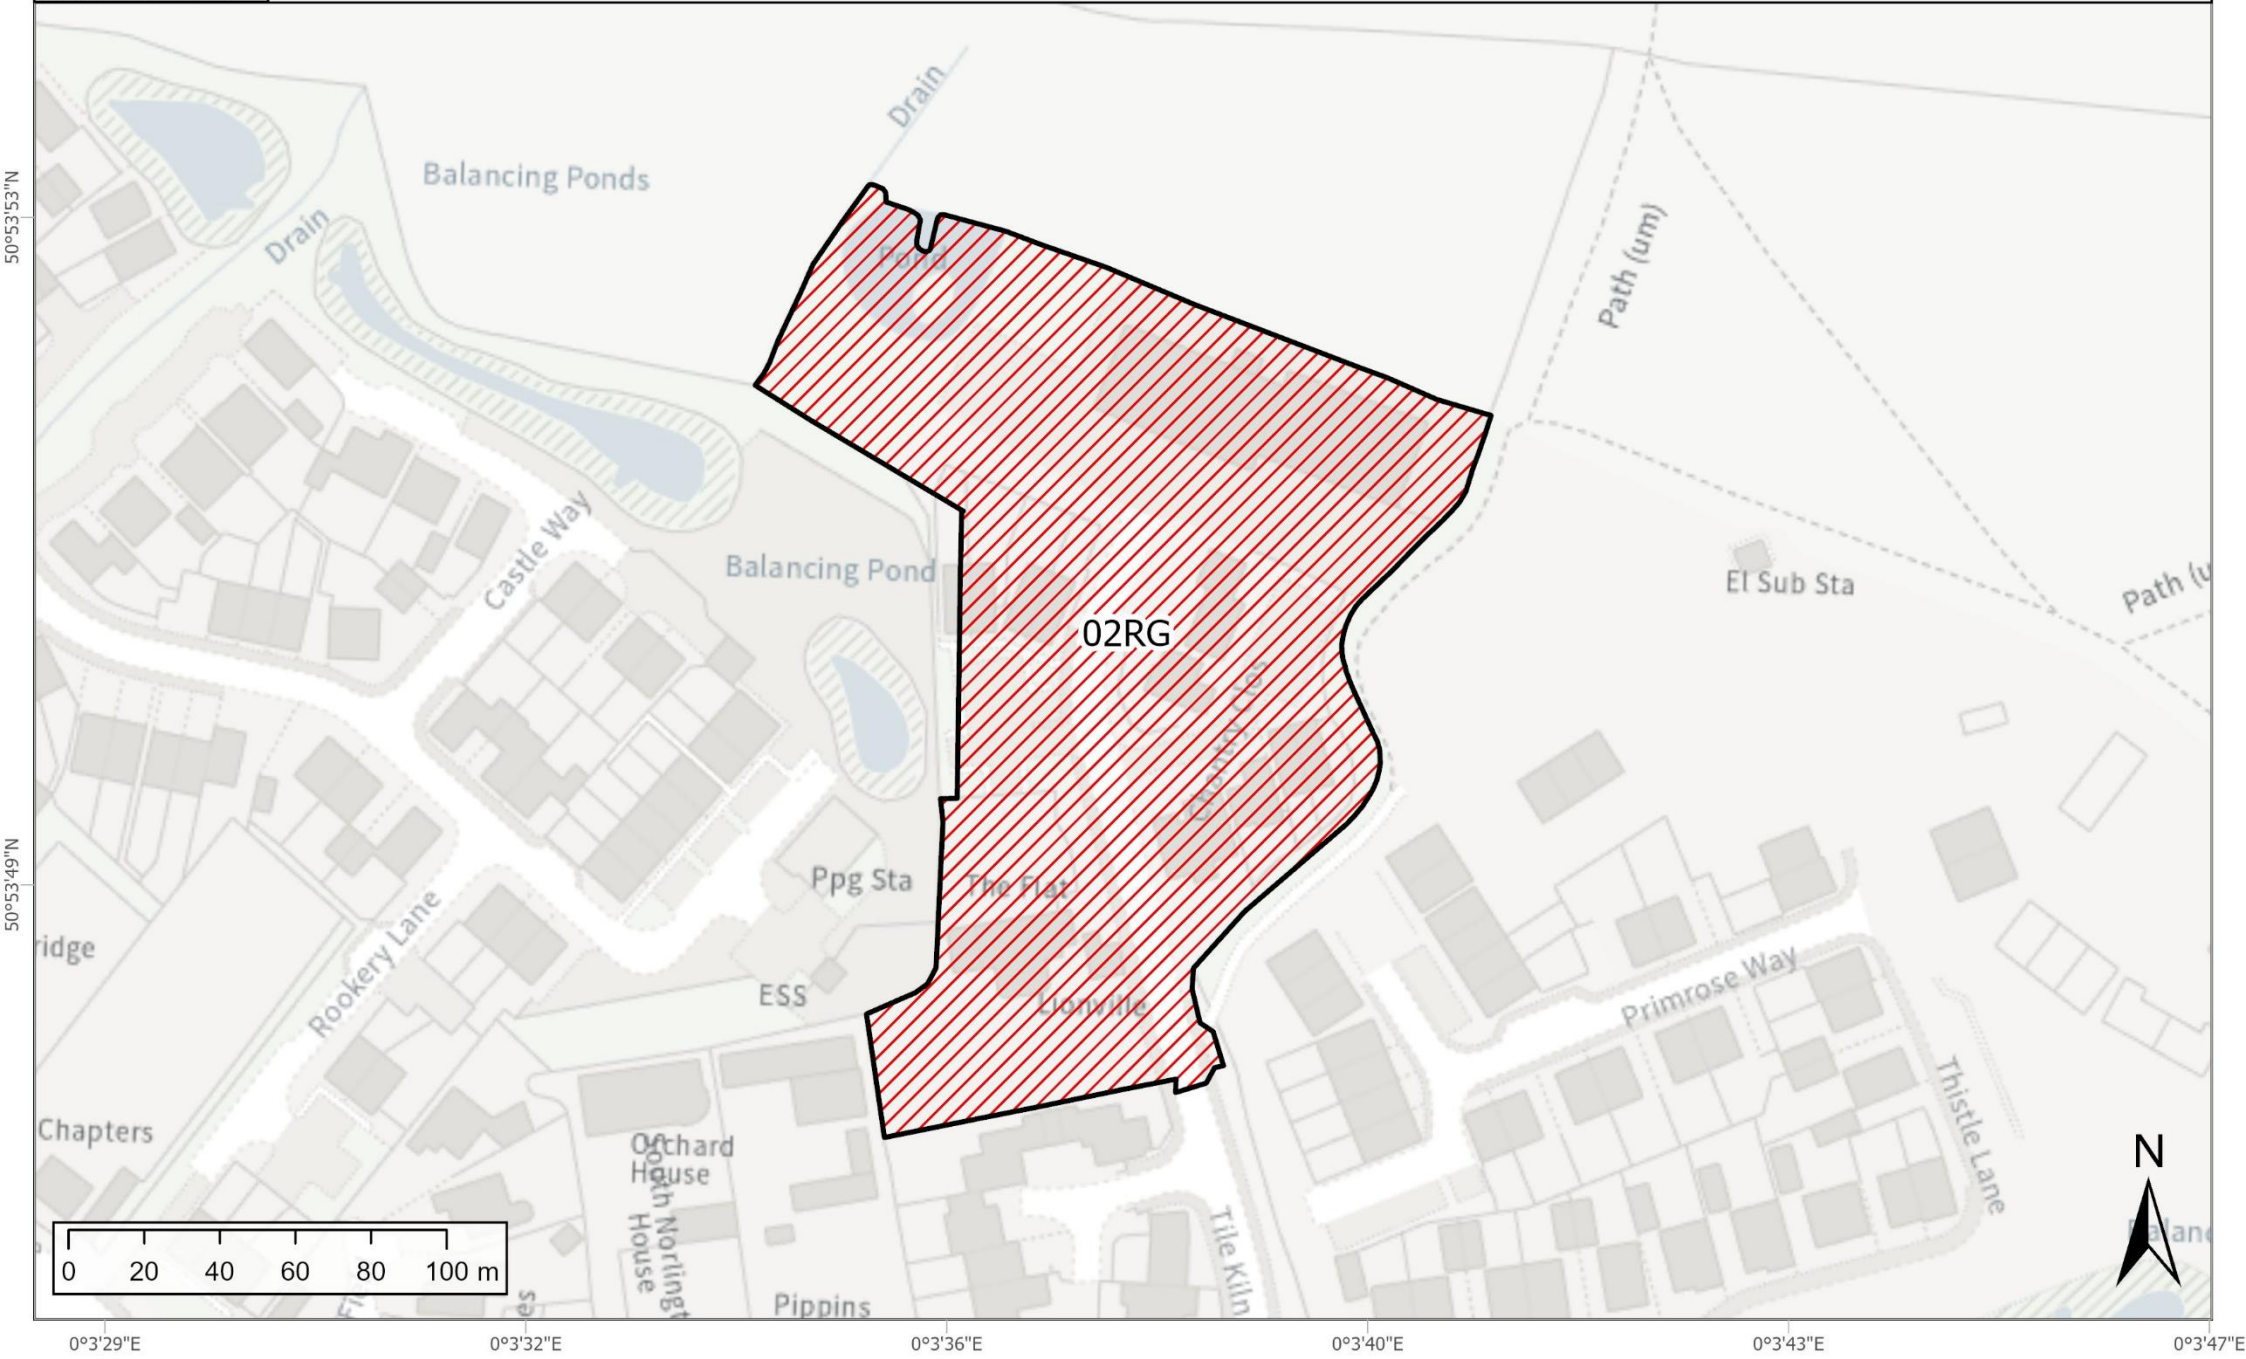 Drain
Balancing Ponds
50°53'53"N
Drain
Pond
Path (um)
Castle Way
Balancing Pond
El Sub Sta
02RG
Chantry Clos
50°53'49"N
Ppg Sta
The Flat
ridge
Rookery Lane
ESS
Lionville
Primrose Way
Thistle Lane
Chapters
Orchard
House
N
Tile Kiln
House
Pippins
0 20 40 60 80 100 m
0°3'29"E 0°3'32"E 0°3'36"E 0°3'40"E 0°3'43"E 0°3'47"E